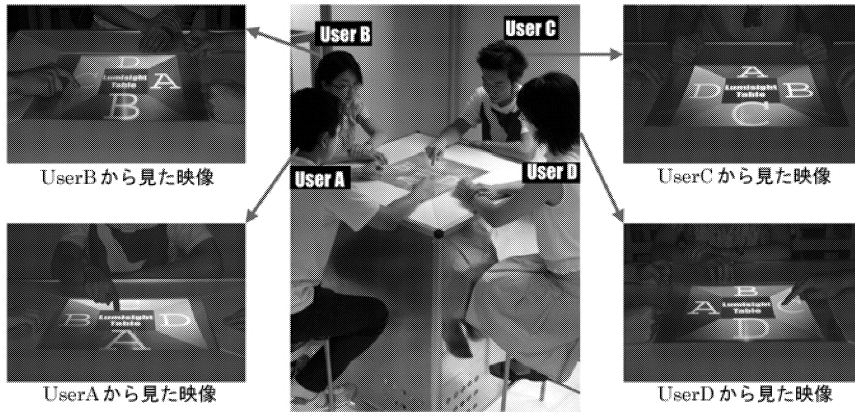 User B
User C
User A
User D
D
C Lumisight A
Table
B
UserBから見た映像
A
D Lumisight B
Table
C
UserCから見た映像
B Lumisight D
Table
A
UserAから見た映像
B
A Lumisight C
Table
D
UserDから見た映像